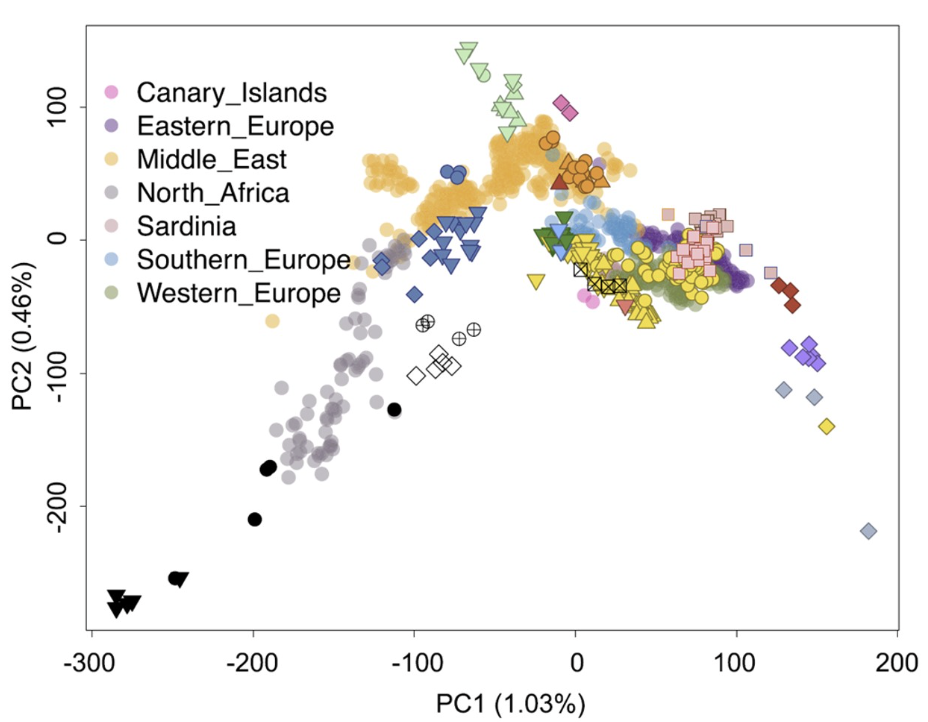 Canary_Islands
Eastern_Europe
Middle_East
North_Africa
Sardinia
Southern_Europe
Western_Europe
100
0
-100
-200
PC2 (0.46%)
-300 -200 -100 0 100 200
PC1 (1.03%)